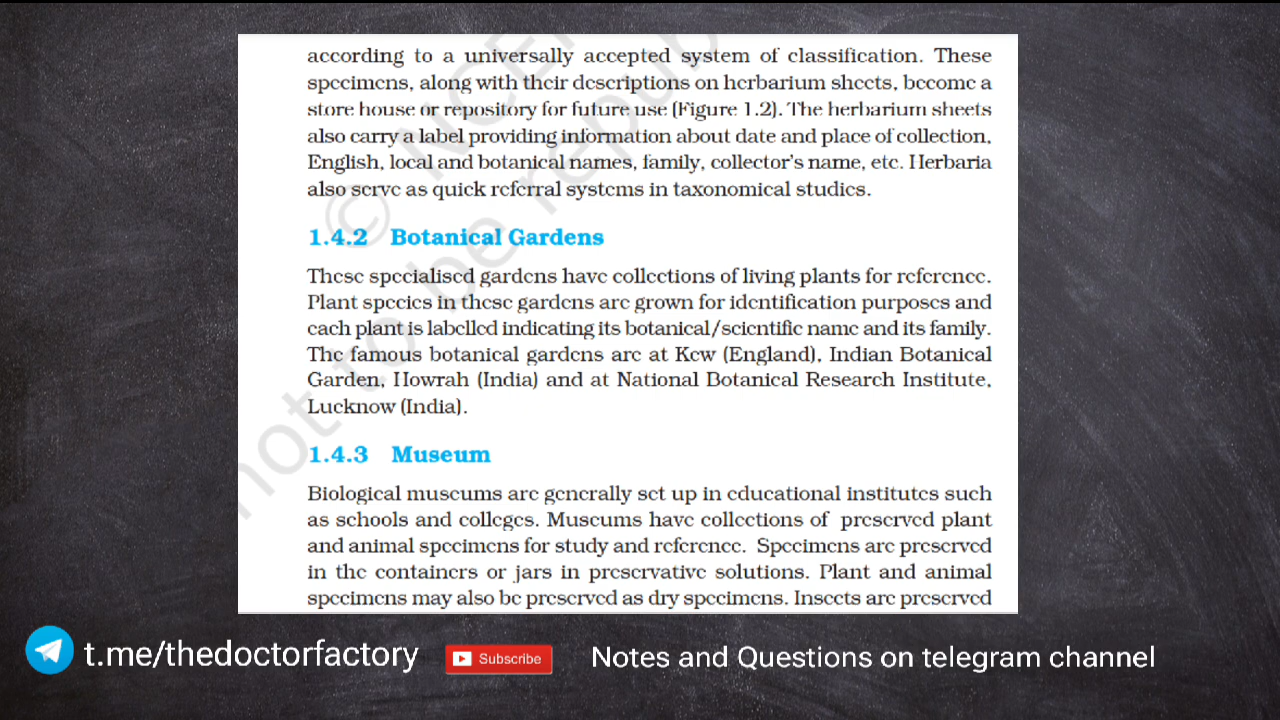 according to a universally accepted system of classification. These
specimens, along with their descriptions on herbarium sheets, become a
store house or repository for future use (Figure 1.2). The herbarium sheets
also carry a label providing information about date and place of collection,
English, local and botanical names, family, collector's name, etc. Herbaria
also serve as quick referral systems in taxonomical studies.
1.4.2 Botanical Gardens
These specialised gardens have collections of living plants for reference.
Plant species in these gardens are grown for identification purposes and
each plant is labelled indicating its botanical/scientific name and its family.
The famous botanical gardens are at Kew (England), Indian Botanical
Garden, Howrah (India) and at National Botanical Research Institute,
Lucknow (India).
1.4.3 Museum
Biological museums are generally set up in educational institutes such
as schools and colleges. Museums have collections of preserved plant
and animal specimens for study and reference. Specimens are preserved
in the containers or jars in preservative solutions. Plant and animal
specimens may also be preserved as dry specimens. Insects are preserved
© NCE
not to be repub
t.me/thedoctorfactory
Subscribe
Notes and Questions on telegram channel